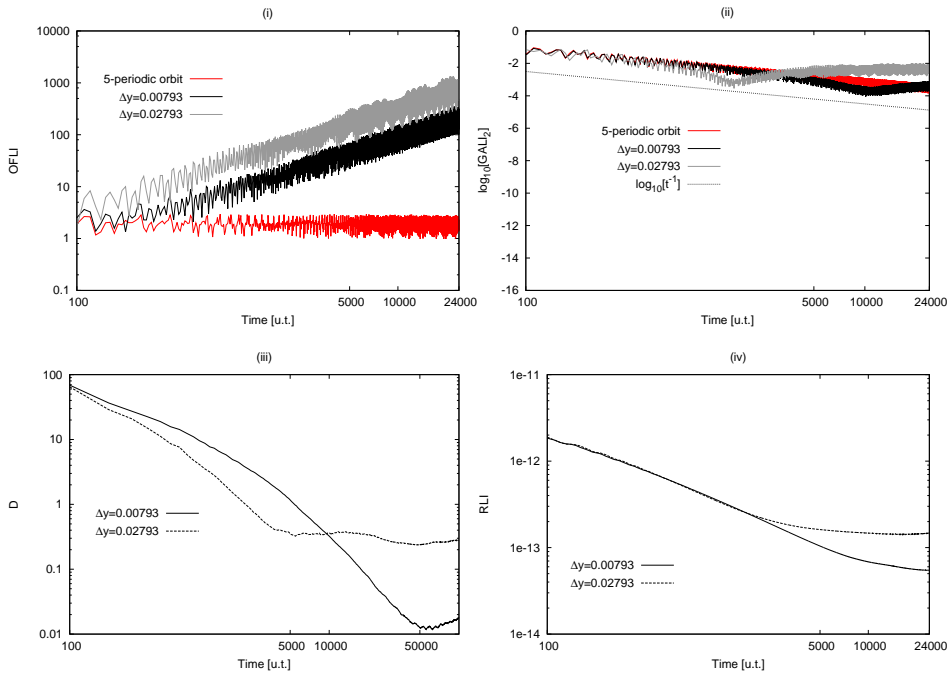 (i)
10000
1000
100
10
1
0.1
OFLI
5-periodic orbit
Δy=0.00793
Δy=0.02793
100
5000
10000
24000
Time [u.t.]
(ii)
0
-2
-4
-6
-8
-10
-12
-14
-16
log10[GALI2]
5-periodic orbit
Δy=0.00793
Δy=0.02793
log10[t-1]
100
5000
10000
24000
Time [u.t.]
(iii)
100
10
1
0.1
0.01
D
Δy=0.00793
Δy=0.02793
100
5000
10000
50000
Time [u.t.]
(iv)
1e-11
1e-12
1e-13
1e-14
RLI
Δy=0.00793
Δy=0.02793
100
5000
10000
24000
Time [u.t.]